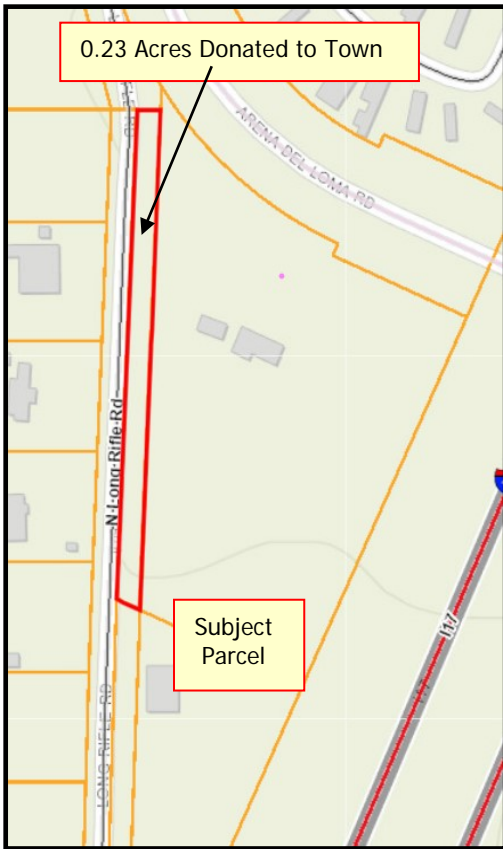 0.23 Acres Donated to Town
ARENA DEL LOMA RD
N Long Rifle Rd
Subject
Parcel
I 17
LONG RIFLE RD